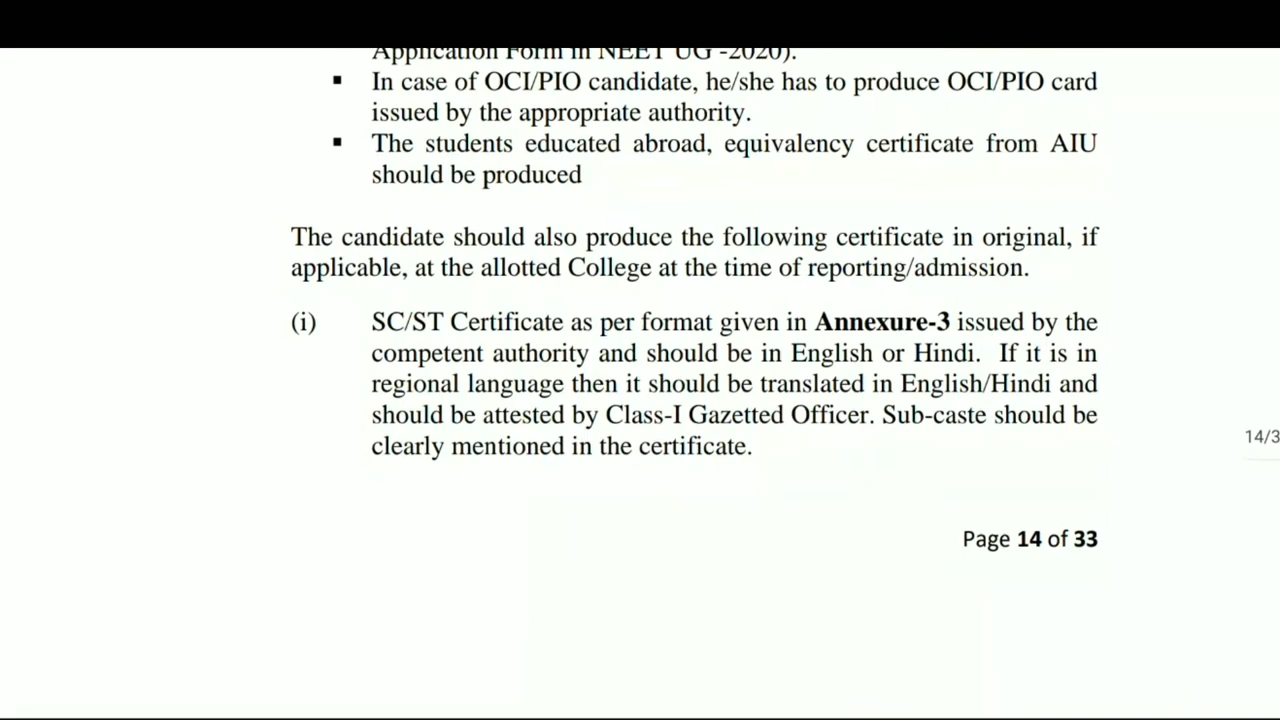 Application Form in NEET UG -2020).
▪ In case of OCI/PIO candidate, he/she has to produce OCI/PIO card
issued by the appropriate authority.
▪ The students educated abroad, equivalency certificate from AIU
should be produced
The candidate should also produce the following certificate in original, if
applicable, at the allotted College at the time of reporting/admission.
(i) SC/ST Certificate as per format given in Annexure-3 issued by the
competent authority and should be in English or Hindi. If it is in
regional language then it should be translated in English/Hindi and
should be attested by Class-I Gazetted Officer. Sub-caste should be
clearly mentioned in the certificate.
14/3
Page 14 of 33